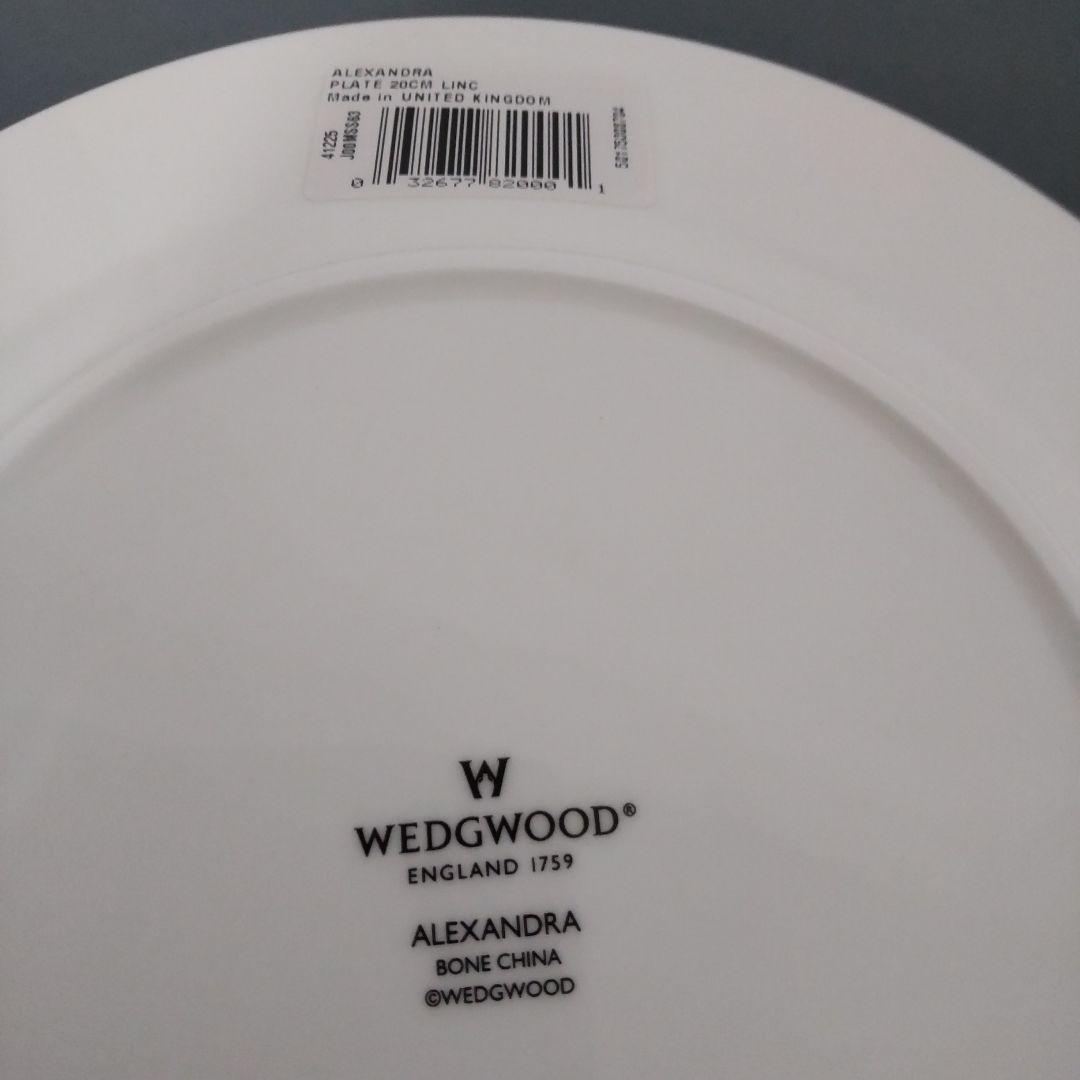 ALEXANDRA
PLATE 20CM LINC
Made in UNITED KINGDOM
41225
J00MSS63
0 32677 82000 1
W
WEDGWOOD®
ENGLAND 1759
ALEXANDRA
BONE CHINA
©WEDGWOOD